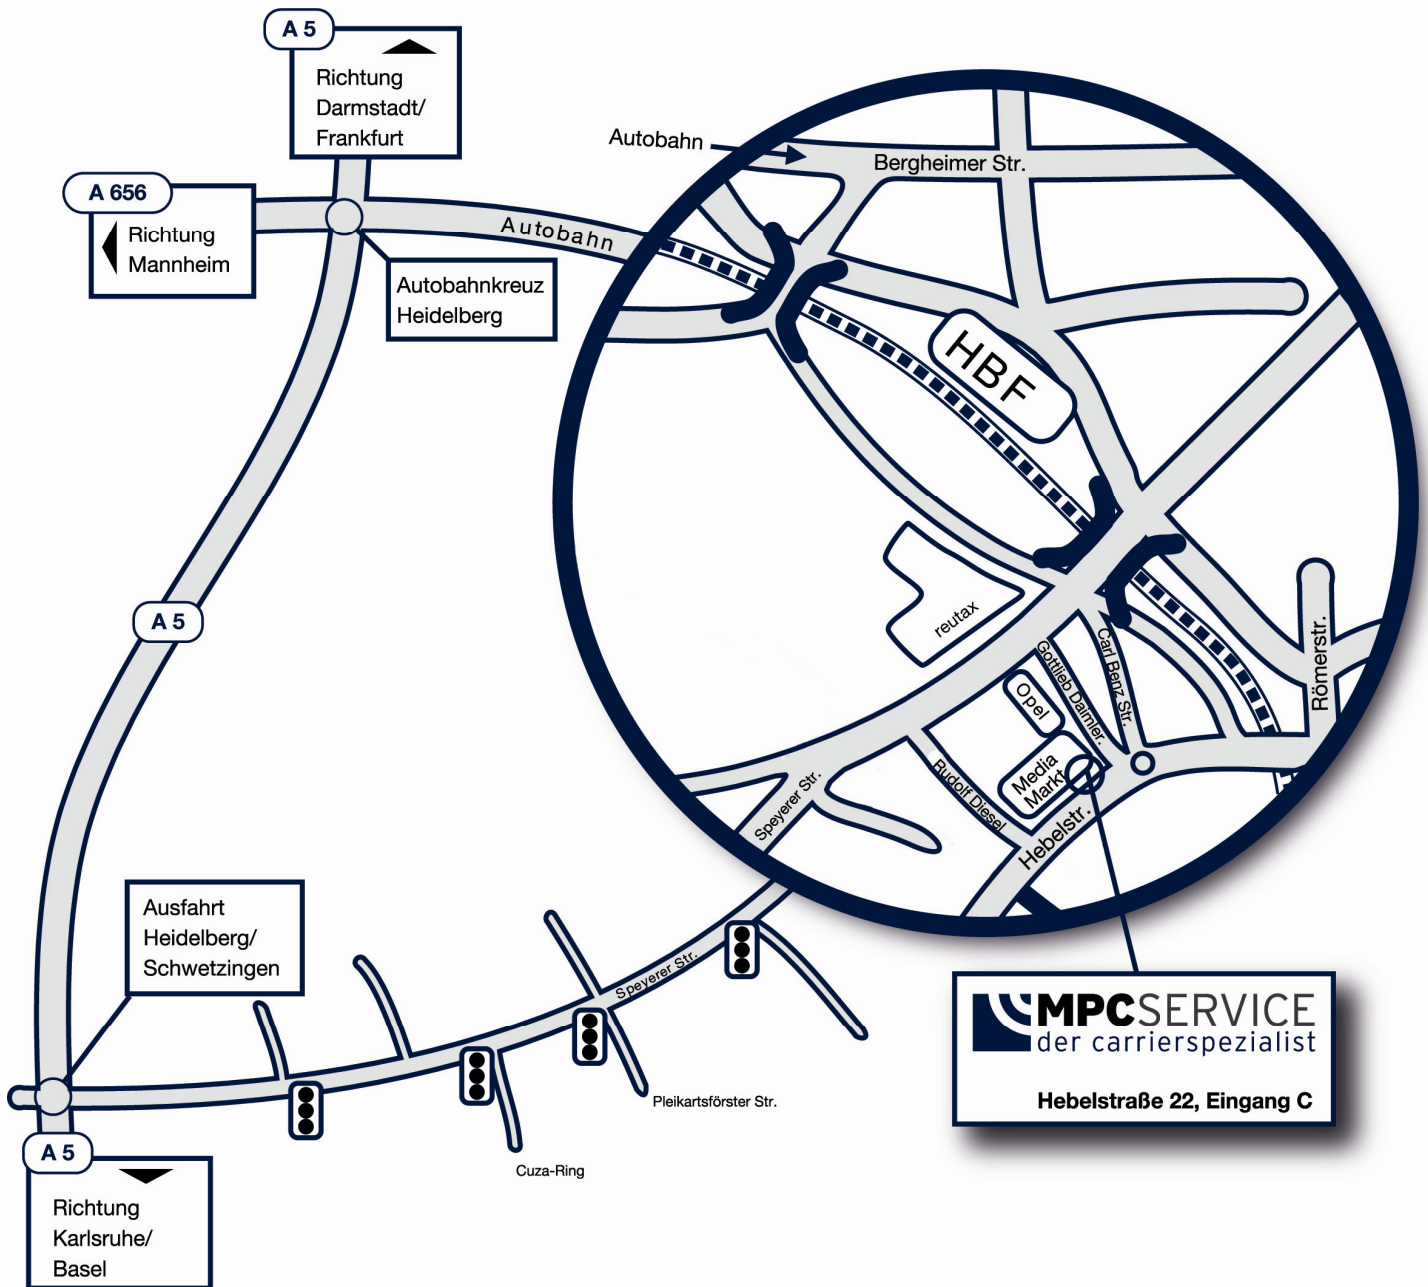 A 5
Richtung
Darmstadt/
Frankfurt
A 656
Richtung
Mannheim
Autobahn
Autobahnkreuz
Heidelberg
Autobahn
Bergheimer Str.
HBF
reutax
Römerstr.
Carl Benz Str.
Gottlieb Daimler.
Opel
Media
Markt
Rudolf Diesel
Hebelstr.
Speyerer Str.
A 5
Ausfahrt
Heidelberg/
Schwetzingen
Speyerer Str.
Pleikartsförster Str.
Cuza-Ring
A 5
Richtung
Karlsruhe/
Basel
MPCSERVICE
der carrierspezialist
Hebelstraße 22, Eingang C